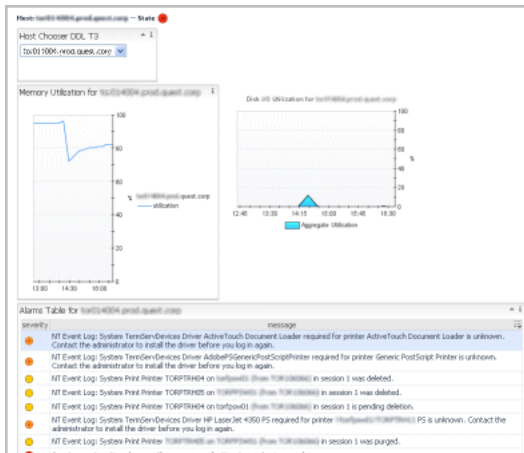 Host: — State
Host Chooser DDL T3
tor014004.prod.quest.corp
Memory Utilization for
100
80
60
40
20
0
%
quest.corp
utilization
13:00 14:30 16:00
Disk I/O Utilization for
100
80
60
40
20
0
%
12:45 13:30 14:15 15:00 15:45 16:30
Aggregate Utilization
Alarms Table for
severity message
NT Event Log: System TermServDevices Driver ActiveTouch Document Loader required for printer ActiveTouch Document Loader is unknown.
Contact the administrator to install the driver before you log in again.
NT Event Log: System TermServDevices Driver AdobePSGenericPostScriptPrinter required for printer Generic PostScript Printer is unknown.
Contact the administrator to install the driver before you log in again.
NT Event Log: System Print Printer TORPTRH04 on in session 1 was deleted.
NT Event Log: System Print Printer TORPTRH05 on in session 1 was deleted.
NT Event Log: System Print Printer TORPTRH04 on torfpsw01 in session 1 is pending deletion.
NT Event Log: System TermServDevices Driver HP LaserJet 4350 PS required for printer PS is unknown. Contact the
administrator to install the driver before you log in again.
NT Event Log: System Print Printer in session 1 was purged.